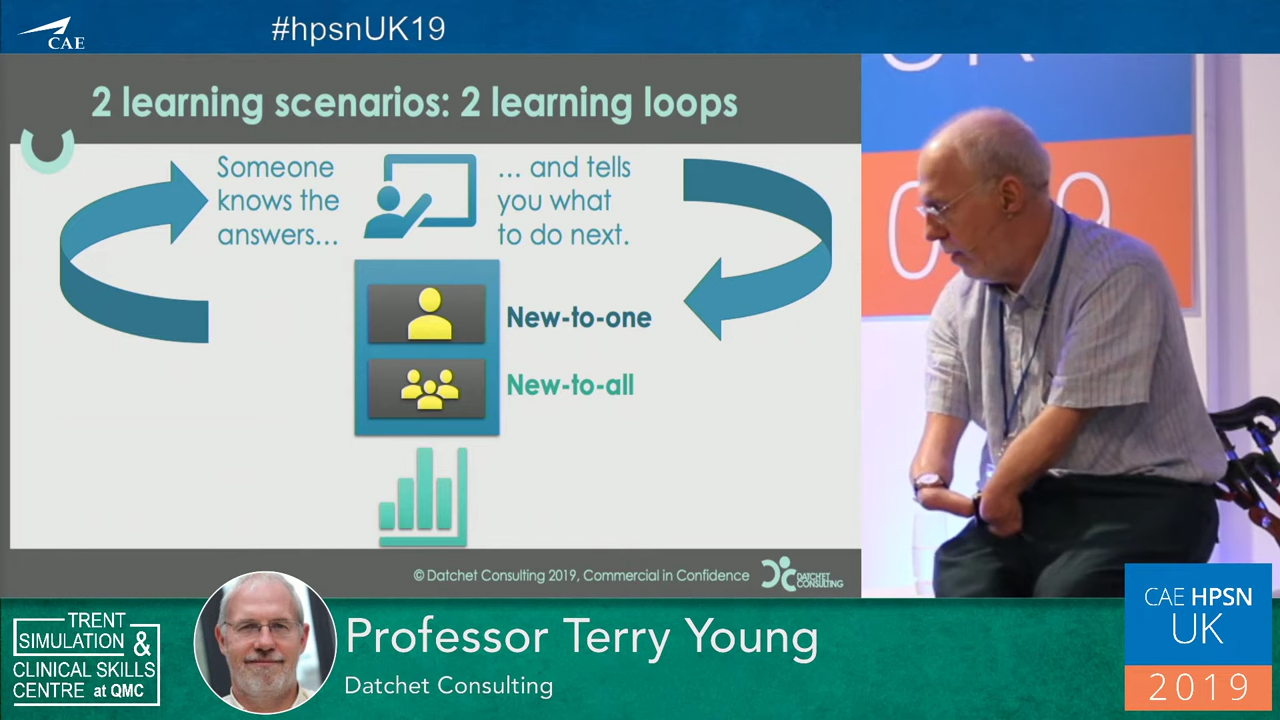 CAE
#hpsnUK19
2 learning scenarios: 2 learning loops
Someone
knows the
answers...
... and tells
you what
to do next.
New-to-one
New-to-all
© Datchet Consulting 2019, Commercial in Confidence
DATCHET
CONSULTING
TRENT
SIMULATION &
CLINICAL SKILLS
CENTRE at QMC
Professor Terry Young
Datchet Consulting
CAE HPSN
UK
2019